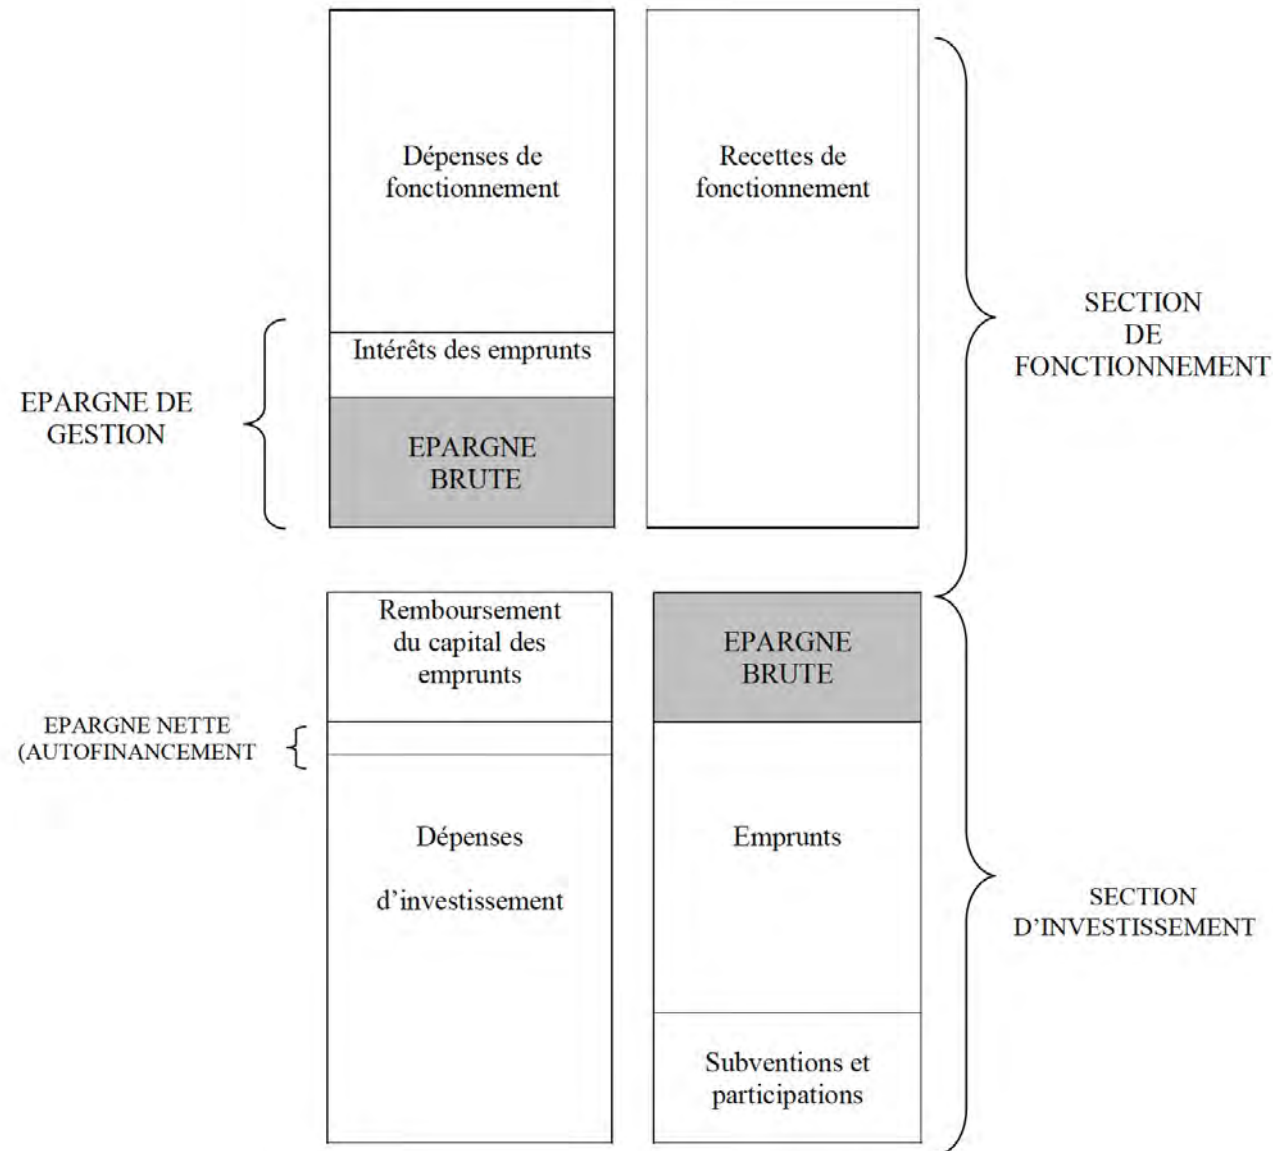 Dépenses de
fonctionnement
Recettes de
fonctionnement
SECTION
DE
FONCTIONNEMENT
Intérêts des emprunts
EPARGNE DE
GESTION
EPARGNE
BRUTE
Remboursement
du capital des
emprunts
EPARGNE
BRUTE
EPARGNE NETTE
(AUTOFINANCEMENT
Dépenses
d’investissement
Emprunts
SECTION
D’INVESTISSEMENT
Subventions et
participations